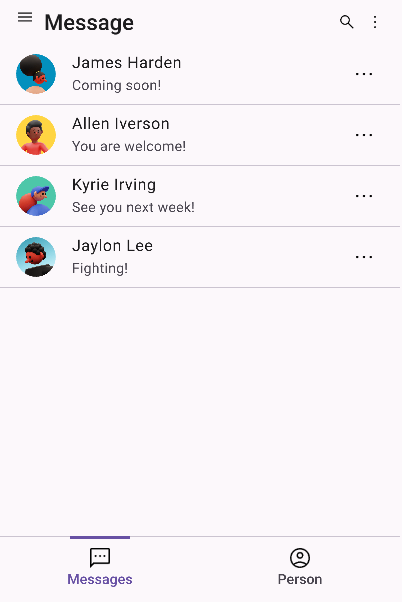 Message
James Harden
Coming soon!
Allen Iverson
You are welcome!
Kyrie Irving
See you next week!
Jaylon Lee
Fighting!
Messages
Person